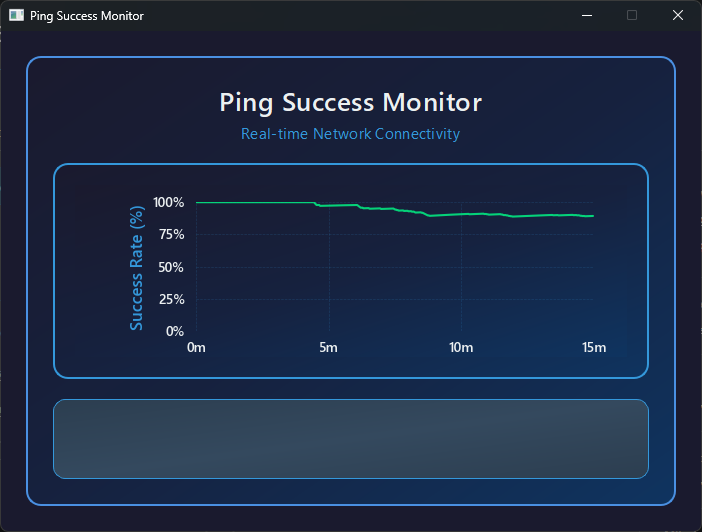 Ping Success Monitor
Ping Success Monitor
Real-time Network Connectivity
Success Rate (%)
100%
75%
50%
25%
0%
0m 5m 10m 15m